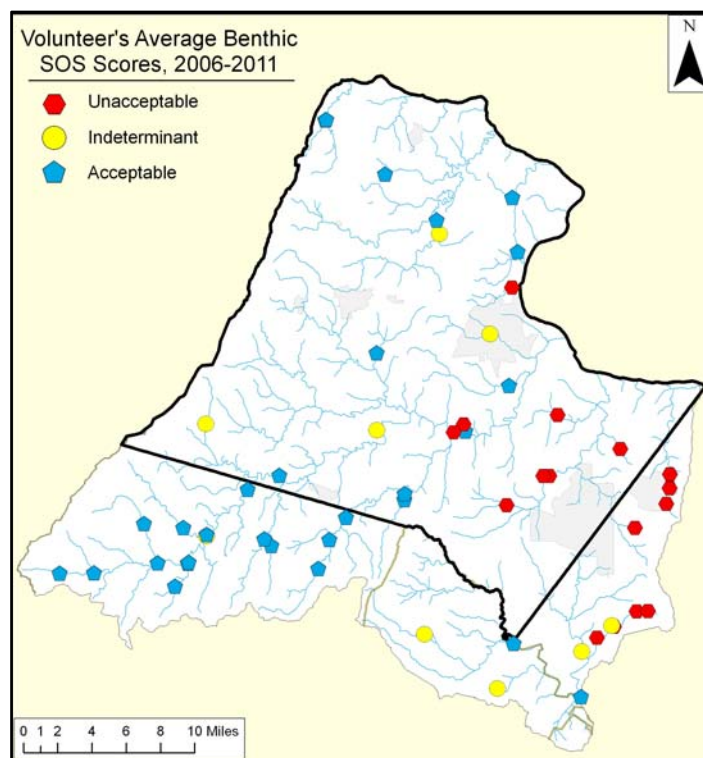 Volunteer's Average Benthic
SOS Scores, 2006-2011
N
Unacceptable
Indeterminant
Acceptable
0 1 2 4 6 8 10 Miles